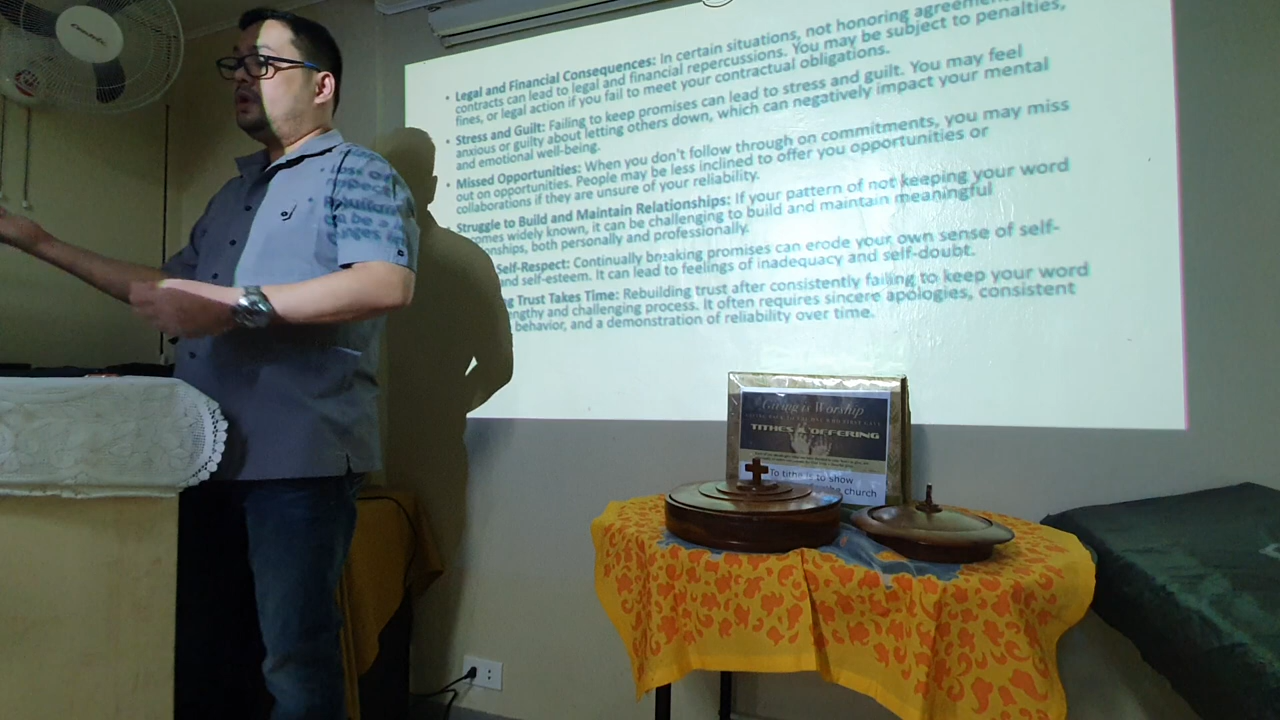 • Legal and Financial Consequences: In certain situations, not honoring
contracts can lead to legal and financial repercussions. You may be subject to penalties,
fines, or legal action if you fail to meet your contractual obligations.
• Stress and Guilt: Failing to keep promises can lead to stress and guilt. You may feel
anxious or guilty about letting others down, which can negatively impact your mental
and emotional well-being.
• Missed Opportunities: When you don't follow through on commitments, you may miss
out on opportunities. People may be less inclined to offer you opportunities or
collaborations if they are unsure of your reliability.
Struggle to Build and Maintain Relationships: If your pattern of not keeping your word
omes widely known, it can be challenging to build and maintain meaningful
onships, both personally and professionally.
Self-Respect: Continually breaking promises can erode your own sense of self-
and self-esteem. It can lead to feelings of inadequacy and self-doubt.
Trust Takes Time: Rebuilding trust after consistently failing to keep your word
engthy and challenging process. It often requires sincere apologies, consistent
behavior, and a demonstration of reliability over time.
Giving is Worship
TITHES & OFFERING
To tithe is to show
the church